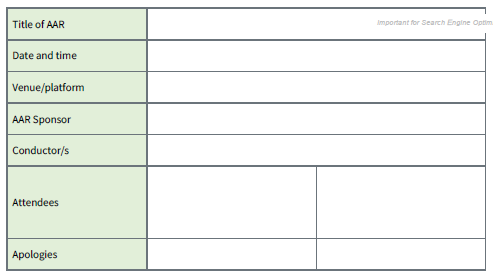 Title of AAR
Important for Search Engine Optim
Date and time
Venue/platform
AAR Sponsor
Conductor/s
Attendees
Apologies